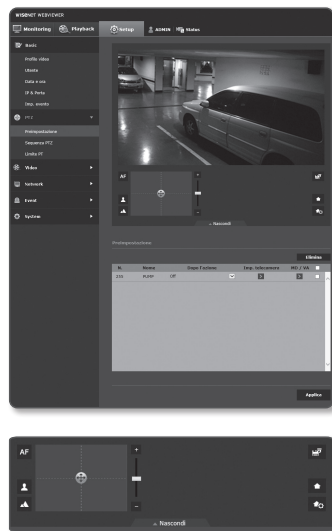 WISENET WEBVIEWER
Monitoring Playback Setup ADMIN Status
Basic
Profilo video
Utente
Data e ora
IP & Porta
Imp. evento
PTZ
Preimpostazione
Sequenza PTZ
Limite PT
Video
Network
Event
System
AF
+
-
Nascondi
Preimpostazione
Elimina
N. Nome Dopo l'azione Imp. telecamera MD / VA
PUMP Off
Applica
AF
+
-
Nascondi